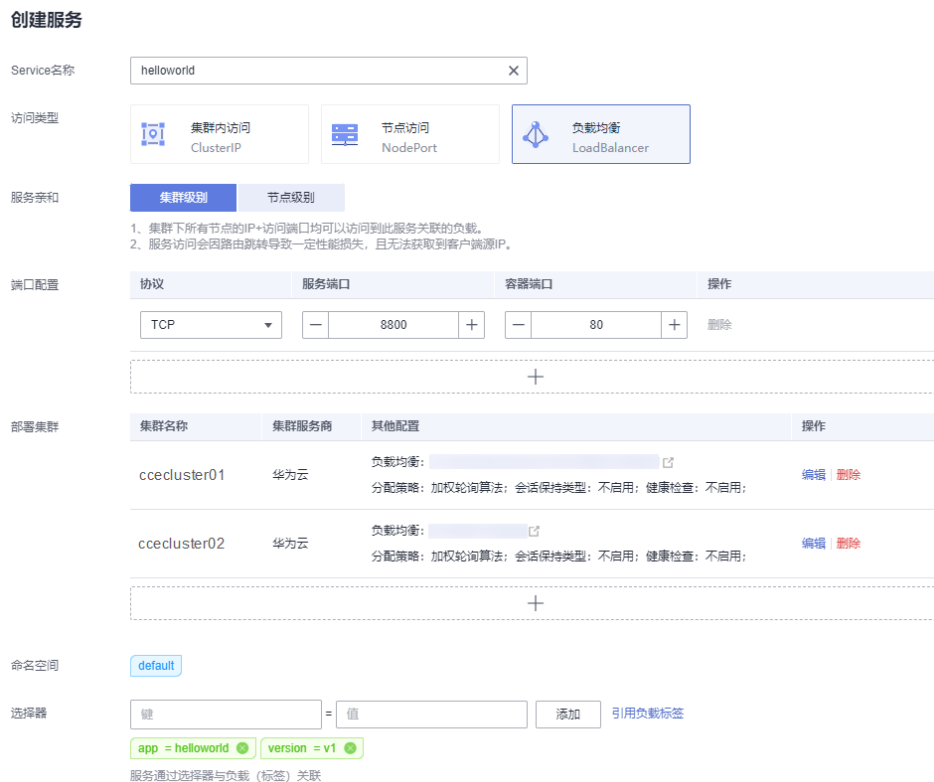 创建服务
Service名称 helloworld
访问类型 集群内访问 节点访问 负载均衡
ClusterIP NodePort LoadBalancer
服务亲和 集群级别 节点级别
1、集群下所有节点的IP+访问端口均可以访问到此服务关联的负载。
2、服务访问会因路由跳转导致一定性能损失，且无法获取到客户端源IP。
端口配置 协议 服务端口 容器端口 操作
TCP 8800 80 删除
部署集群 集群名称 集群服务商 其他配置 操作
负载均衡：
ccecluster01 华为云 编辑 删除
分配策略：加权轮询算法；会话保持类型：不启用；健康检查：不启用；
负载均衡：
ccecluster02 华为云 编辑 删除
分配策略：加权轮询算法；会话保持类型：不启用；健康检查：不启用；
命名空间 default
选择器 键 = 值 添加 引用负载标签
app = helloworld version = v1
服务通过选择器与负载（标签）关联